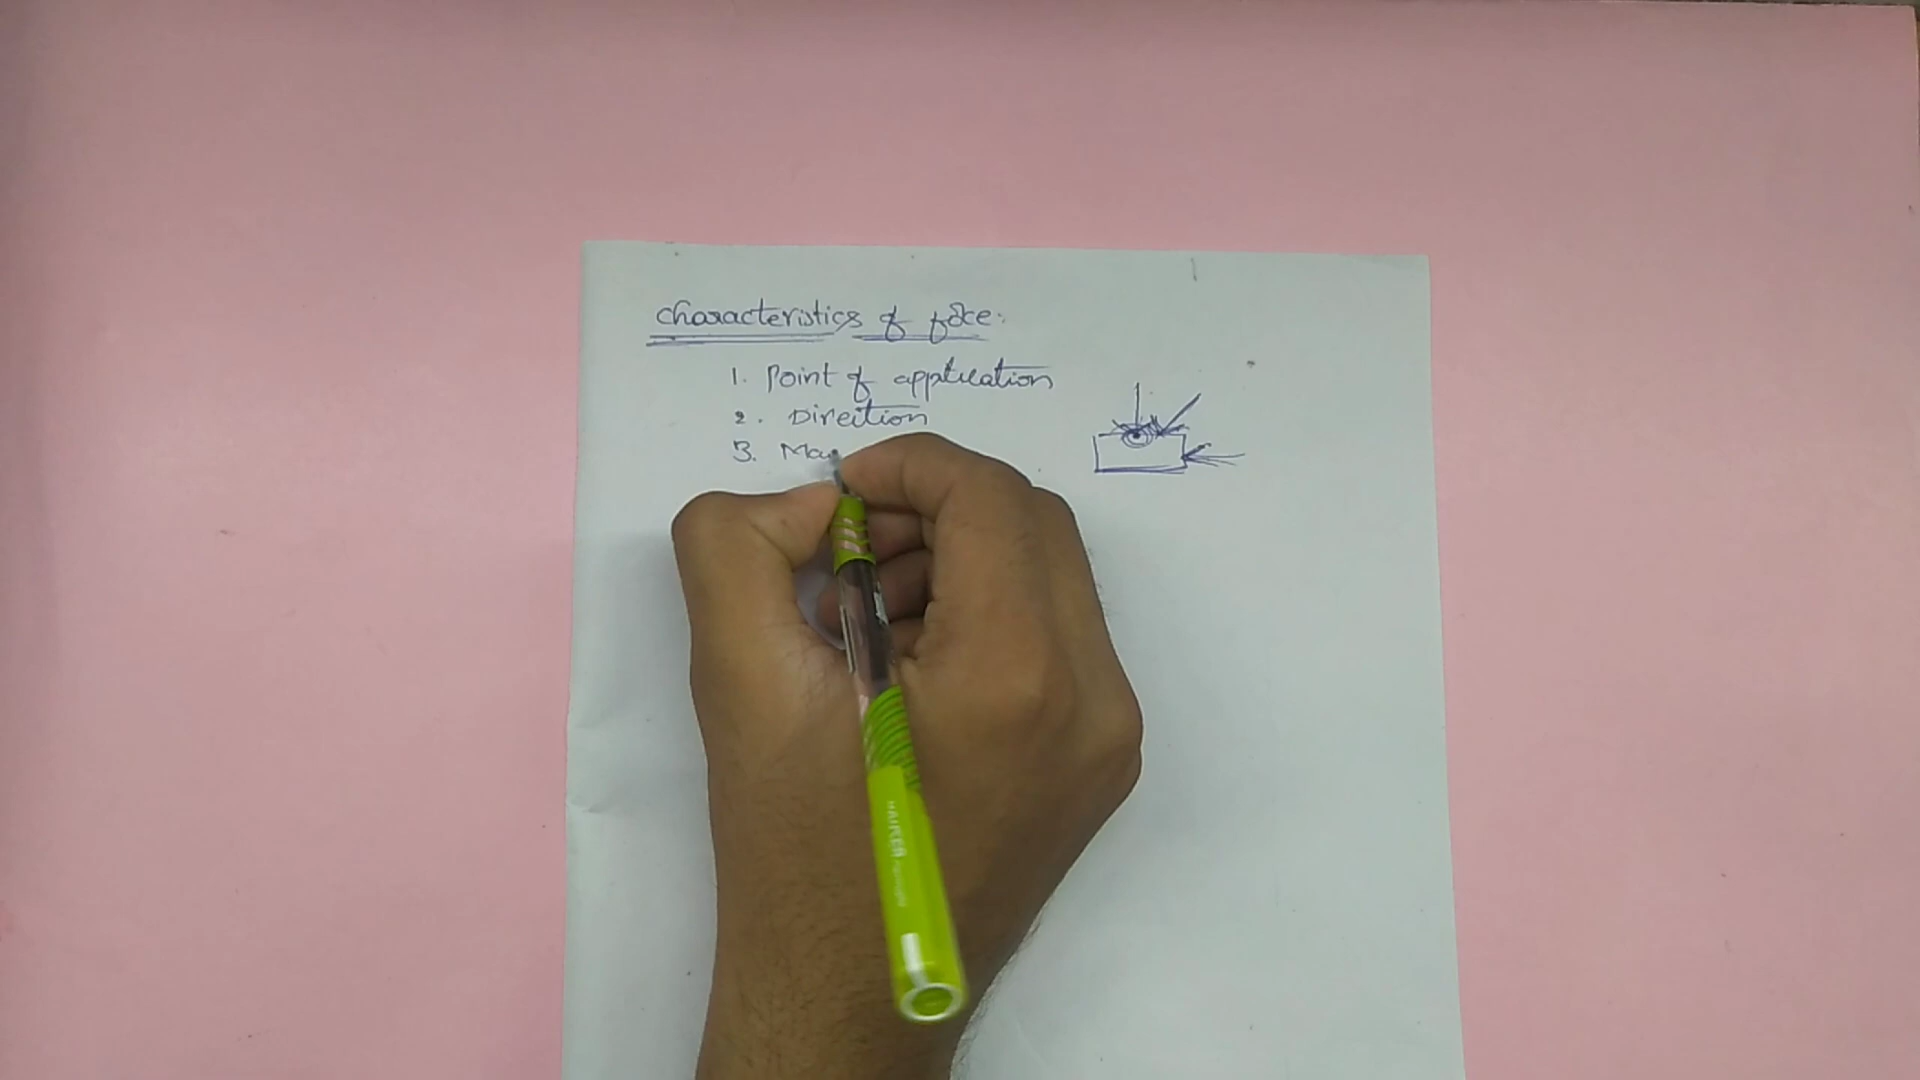 characteristics of force:
1. Point of application
2. Direction
3. Ma